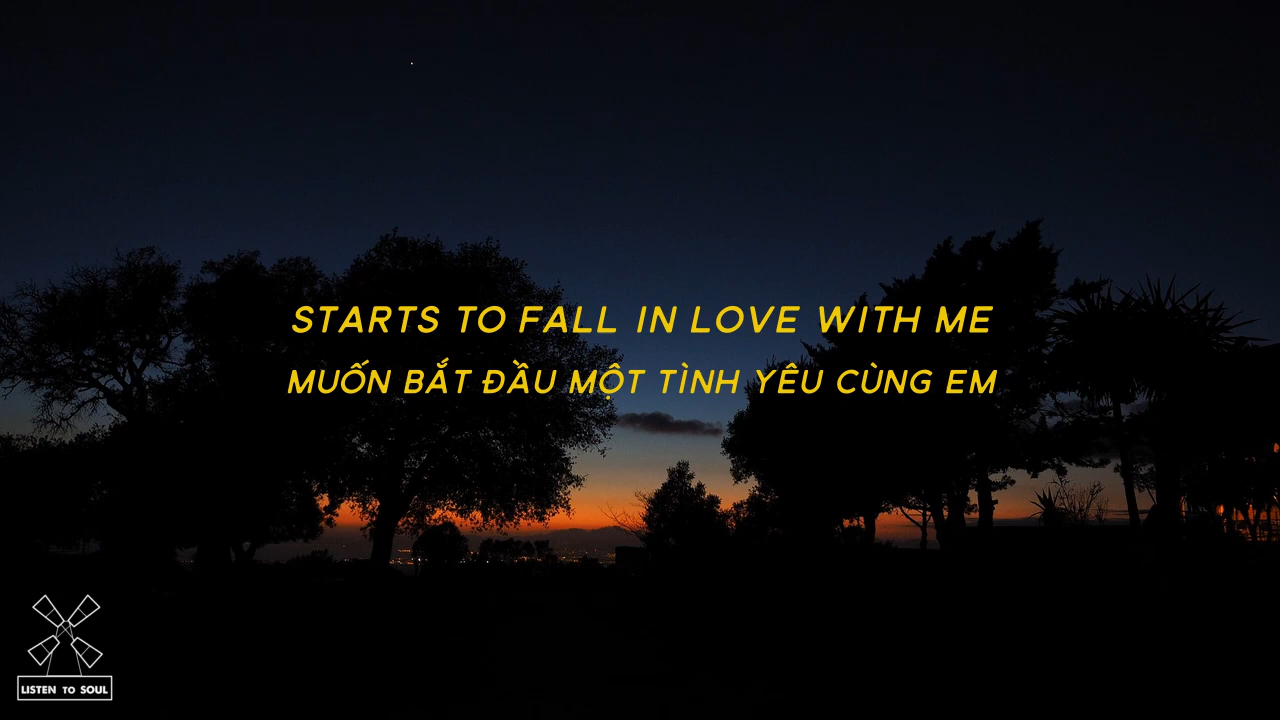 STARTS TO FALL IN LOVE WITH ME
MUỐN BẮT ĐẦU MỘT TÌNH YÊU CÙNG EM
LISTEN TO SOUL